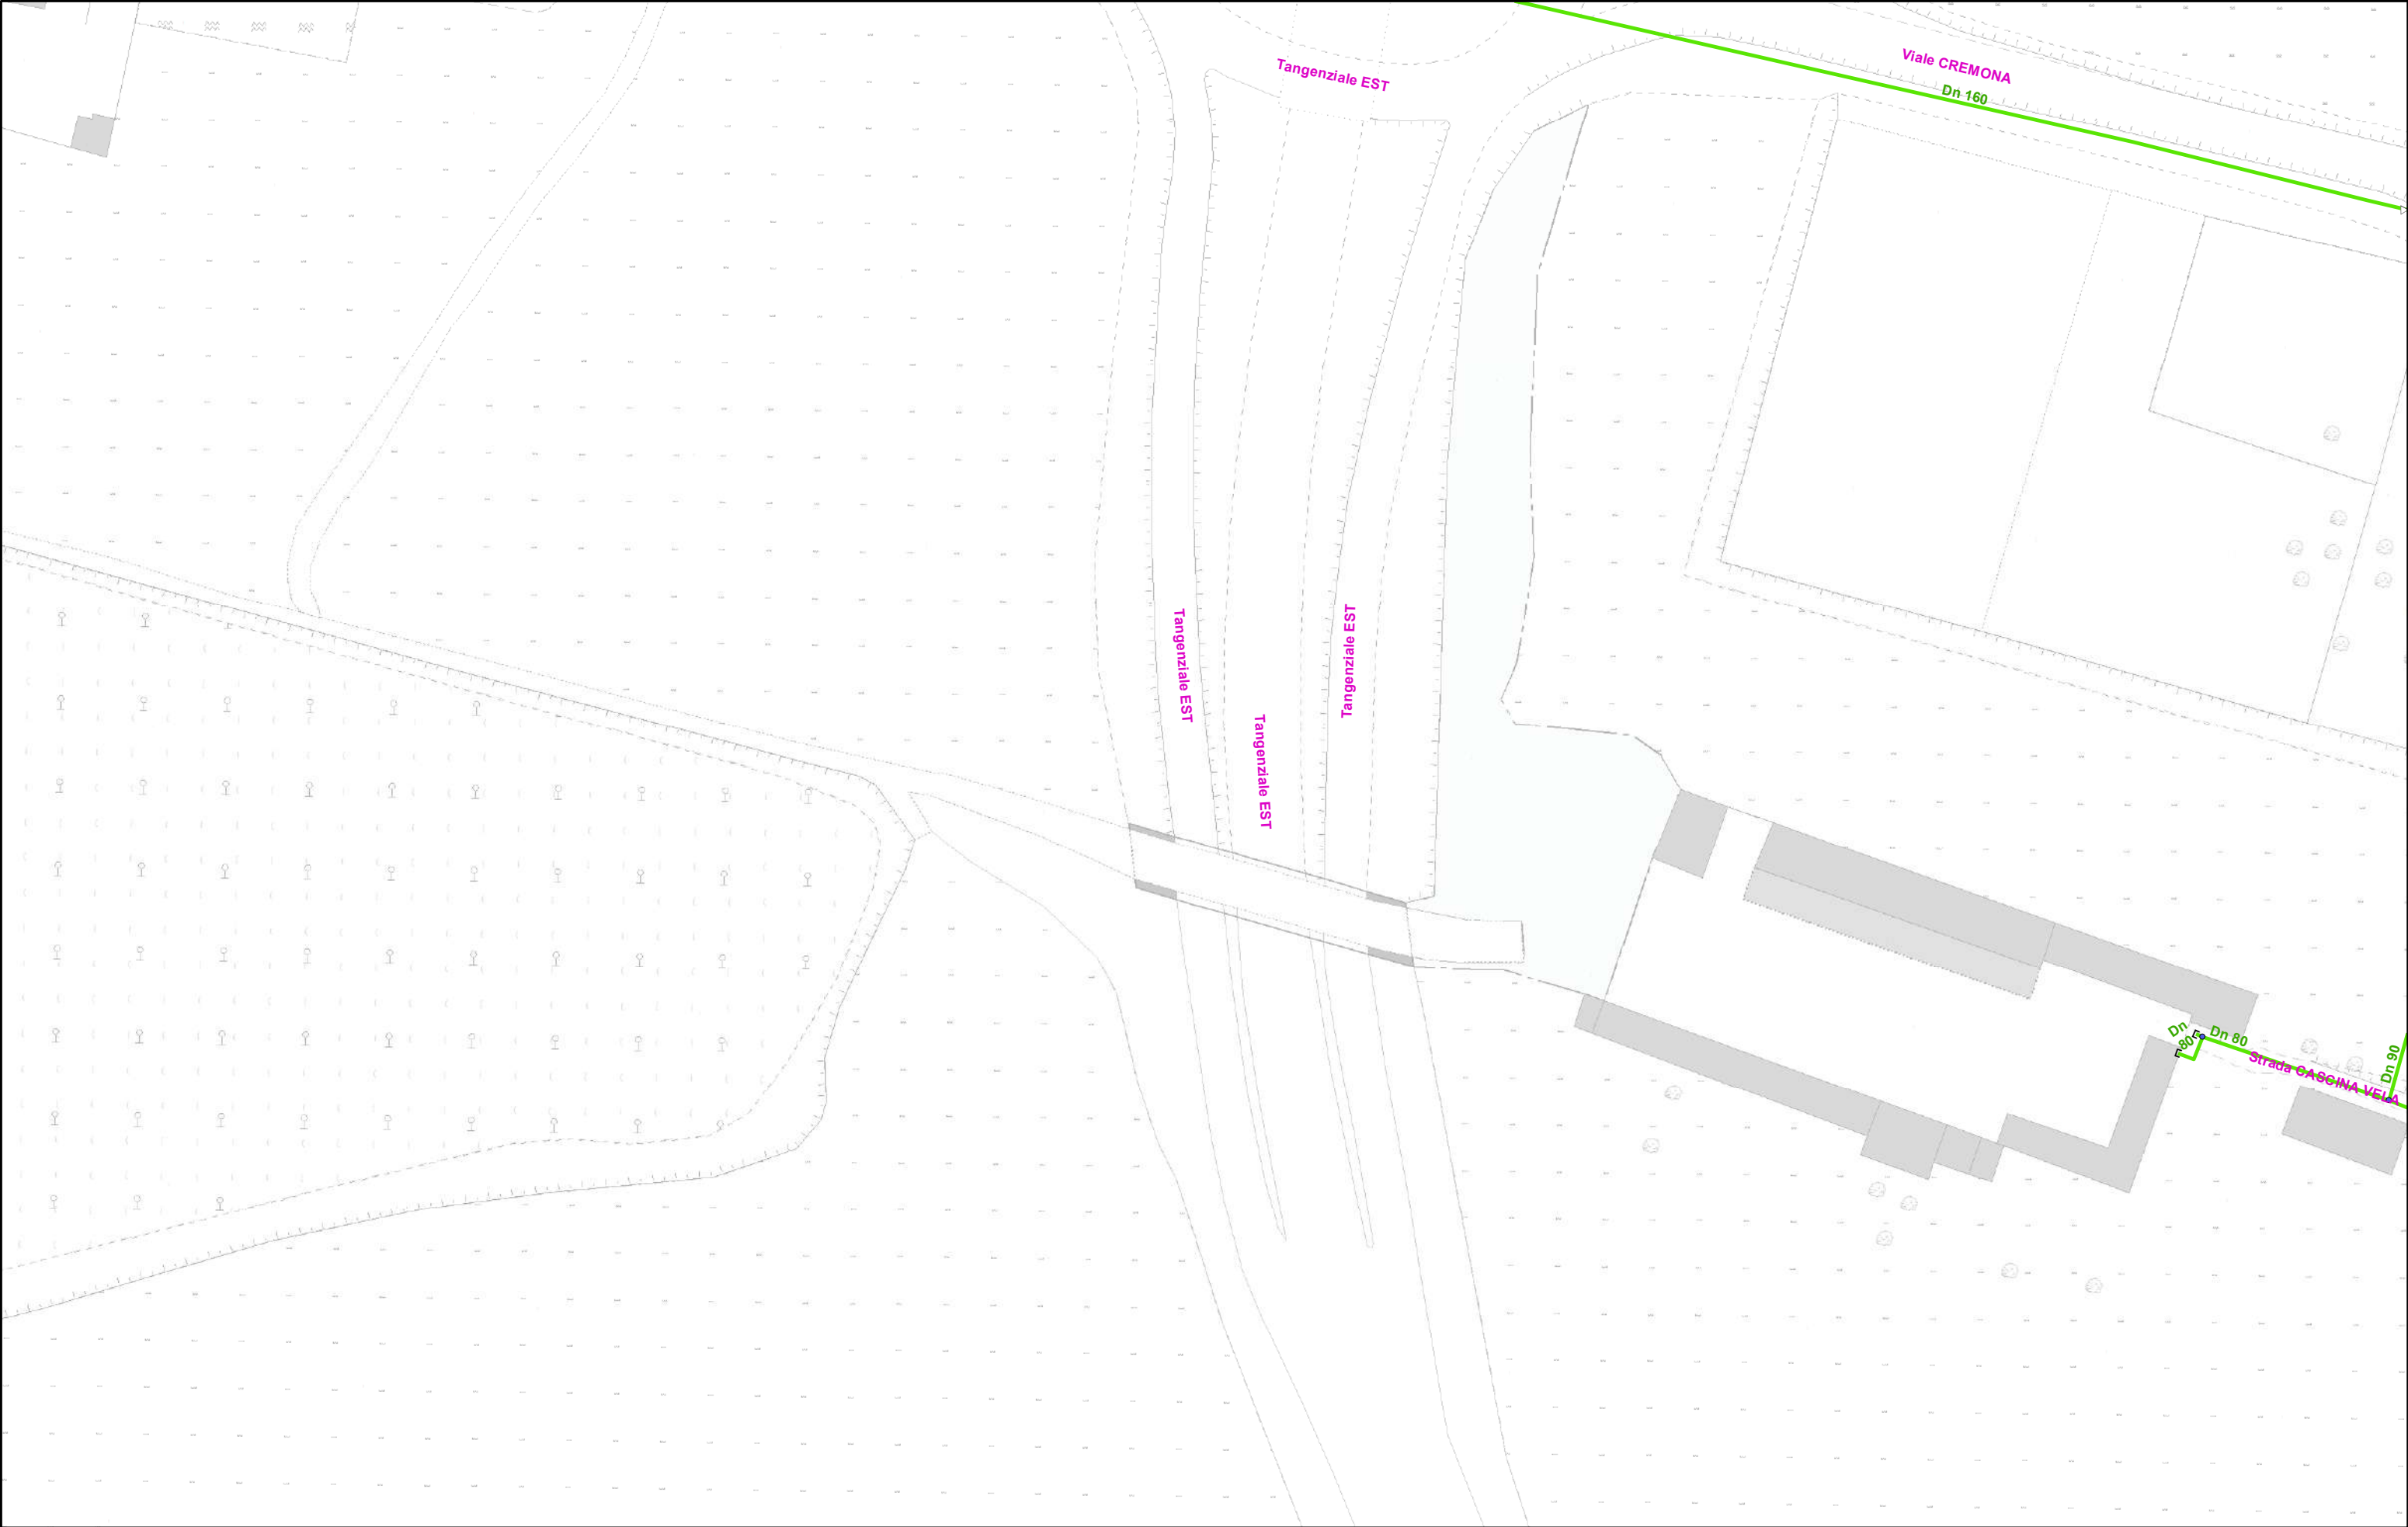 Viale CREMONA
Tangenziale EST
Dn 160
Tangenziale EST
Tangenziale EST
Tangenziale EST
Dn 80
Dn 80
Dn 90
Strada CASCINA VELA